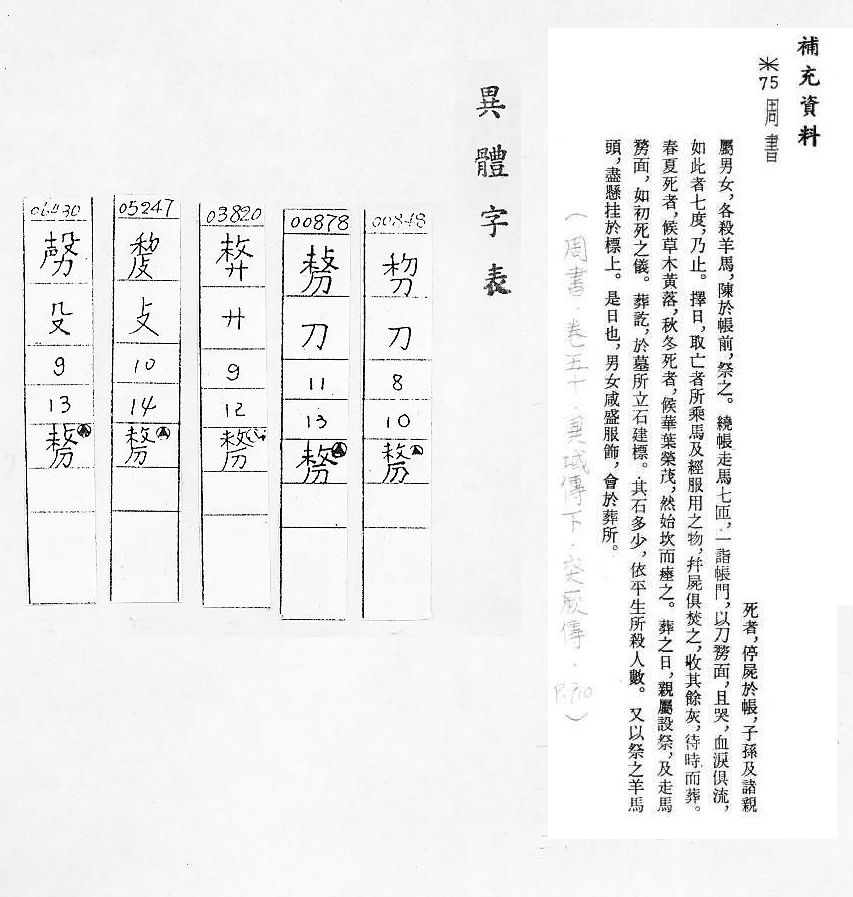 補充資料
※75 周書
死者，停屍於帳，子孫及諸親
屬男女，各殺羊馬，陳於帳前，祭之。繞帳走馬七匝，一詣帳門，以刀剺面，且哭，血淚俱流，
如此者七度，乃止。擇日，取亡者所乘馬及經服用之物，幷屍俱焚之，收其餘灰，待時而葬。
春夏死者，候草木黃落，秋冬死者，候華葉榮茂，然始坎而瘞之。葬之日，親屬設祭，及走馬
剺面，如初死之儀。葬訖，於墓所立石建標。其石多少，依平生所殺人數。又以祭之羊馬
頭，盡懸挂於標上。是日也，男女咸盛服飾，會於葬所。
（周書．卷五十．異域傳下．突厥傳．P.910）
異體字表
00848
刀
8
10
剺
00878
刀
11
13
剺
03820
廾
9
12
剺
05247
攴
10
14
剺
06430
殳
9
13
剺